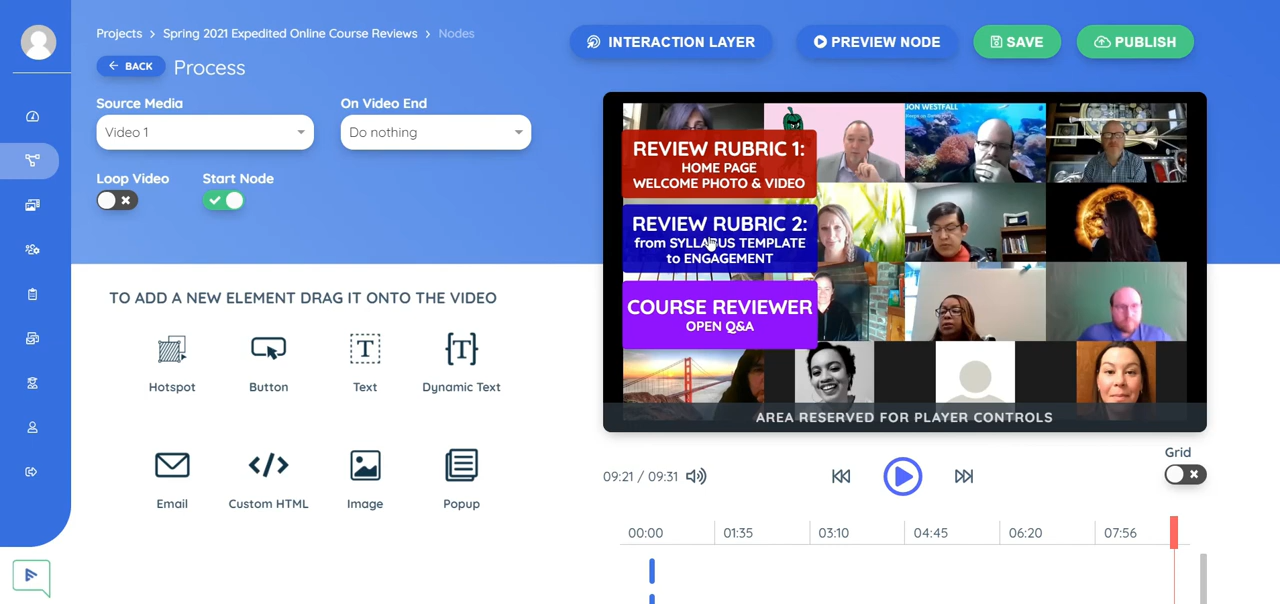 Projects > Spring 2021 Expedited Online Course Reviews > Nodes
BACK
Process
INTERACTION LAYER
PREVIEW NODE
SAVE
PUBLISH
Source Media
On Video End
Video 1
Do nothing
Loop Video
Start Node
TO ADD A NEW ELEMENT DRAG IT ONTO THE VIDEO
Hotspot
Button
Text
Dynamic Text
Email
Custom HTML
Image
Popup
JON WESTFALL
REVIEW RUBRIC 1:
HOME PAGE
WELCOME PHOTO & VIDEO
REVIEW RUBRIC 2:
from SYLLABUS TEMPLATE
to ENGAGEMENT
COURSE REVIEWER
OPEN Q&A
AREA RESERVED FOR PLAYER CONTROLS
09:21 / 09:31
Grid
00:00
01:35
03:10
04:45
06:20
07:56